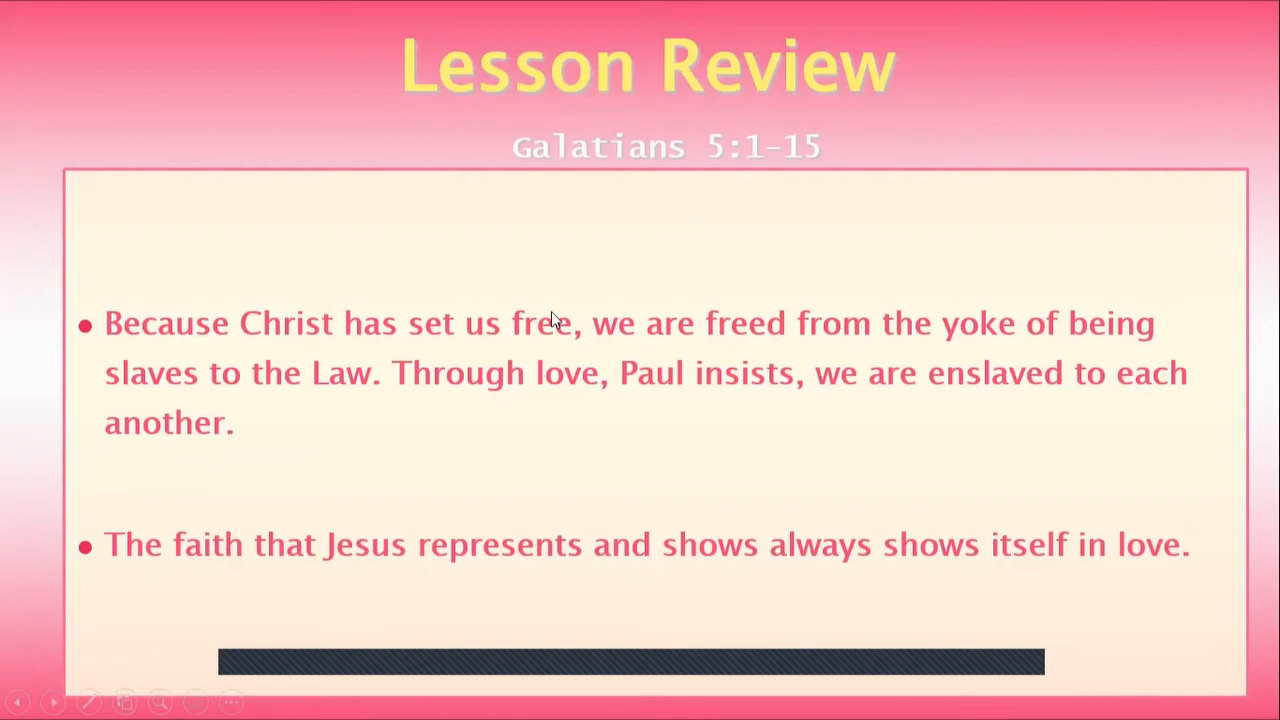 Lesson Review
Galatians 5:1-15
• Because Christ has set us free, we are freed from the yoke of being
slaves to the Law. Through love, Paul insists, we are enslaved to each
another.
• The faith that Jesus represents and shows always shows itself in love.